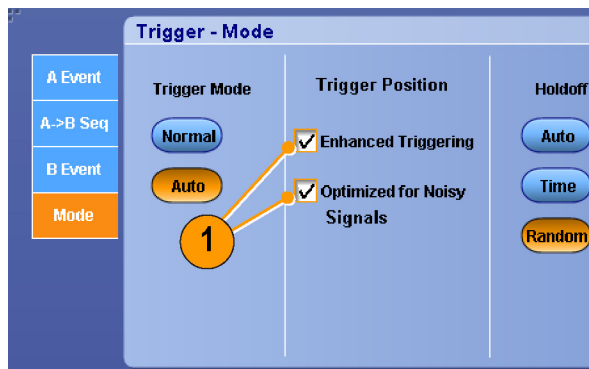 Trigger - Mode
A Event
A->B Seq
B Event
Mode
Trigger Mode
Normal
Auto
1
Trigger Position
Enhanced Triggering
Optimized for Noisy
Signals
Holdoff
Auto
Time
Random